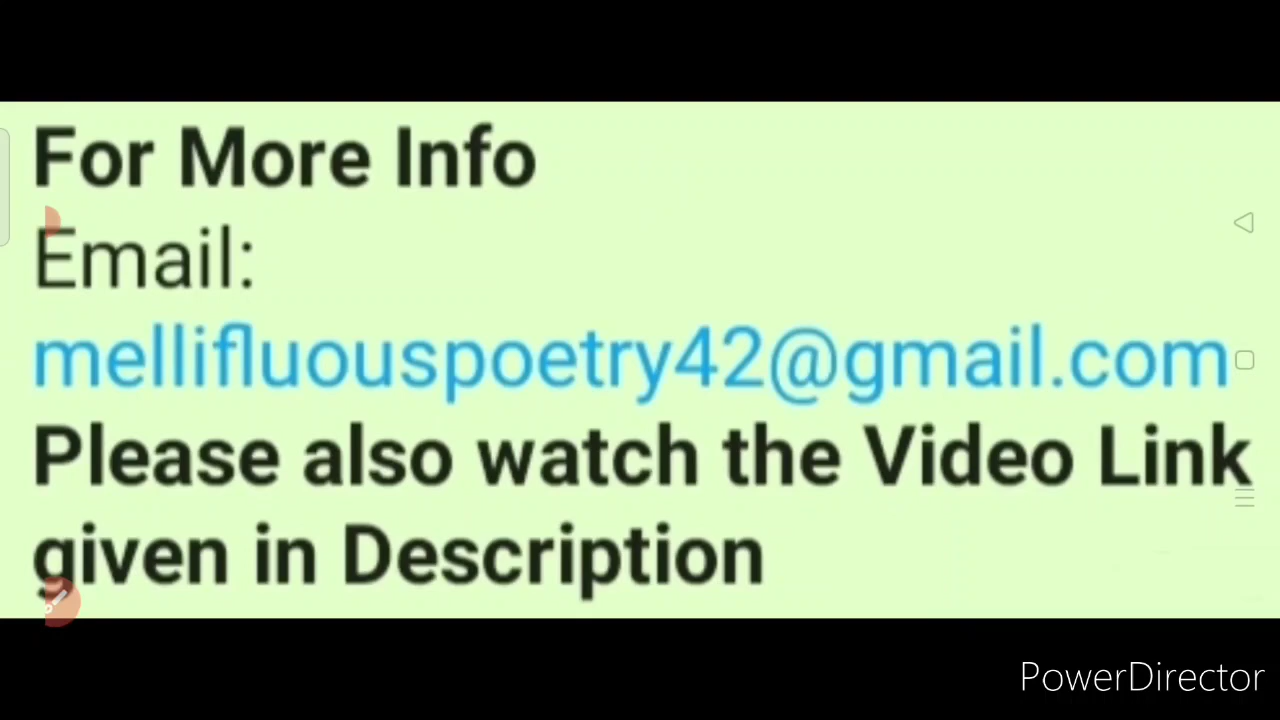 For More Info
Email:
mellifluouspoetry42@gmail.com
Please also watch the Video Link
given in Description
PowerDirector